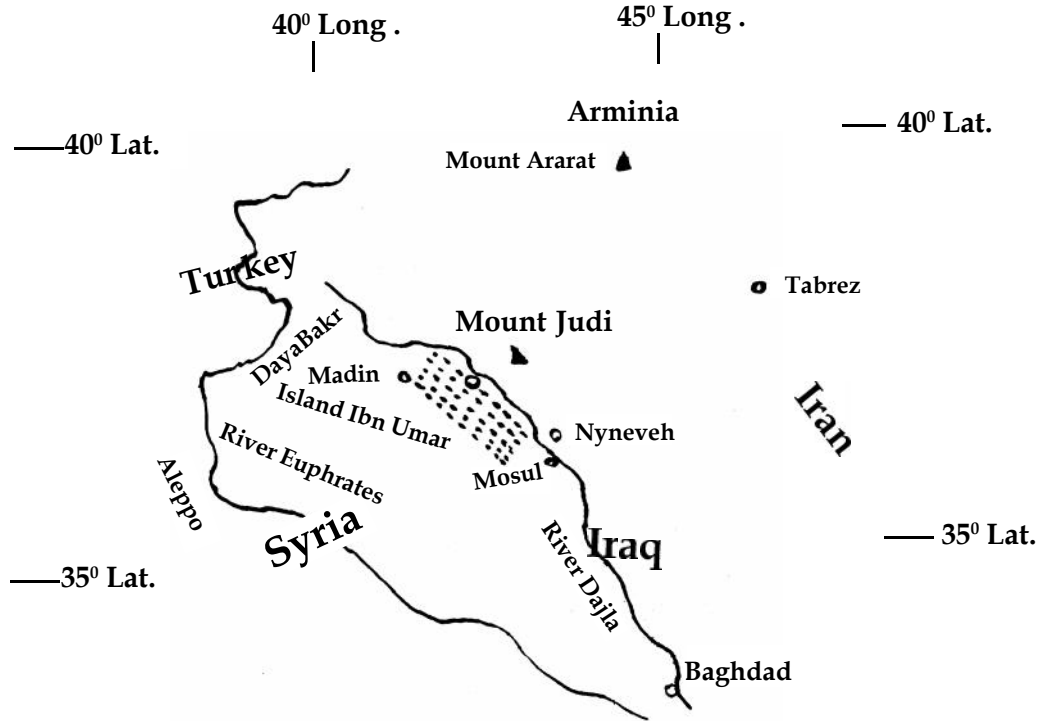 40⁰ Long .
45⁰ Long .
Arminia
40⁰ Lat.
40⁰ Lat.
Mount Ararat
Turkey
Tabrez
Mount Judi
DayaBakr
Madin
Island Ibn Umar
Iran
River Euphrates
Nyneveh
Mosul
Aleppo
Syria
River Dajla
Iraq
35⁰ Lat.
35⁰ Lat.
Baghdad